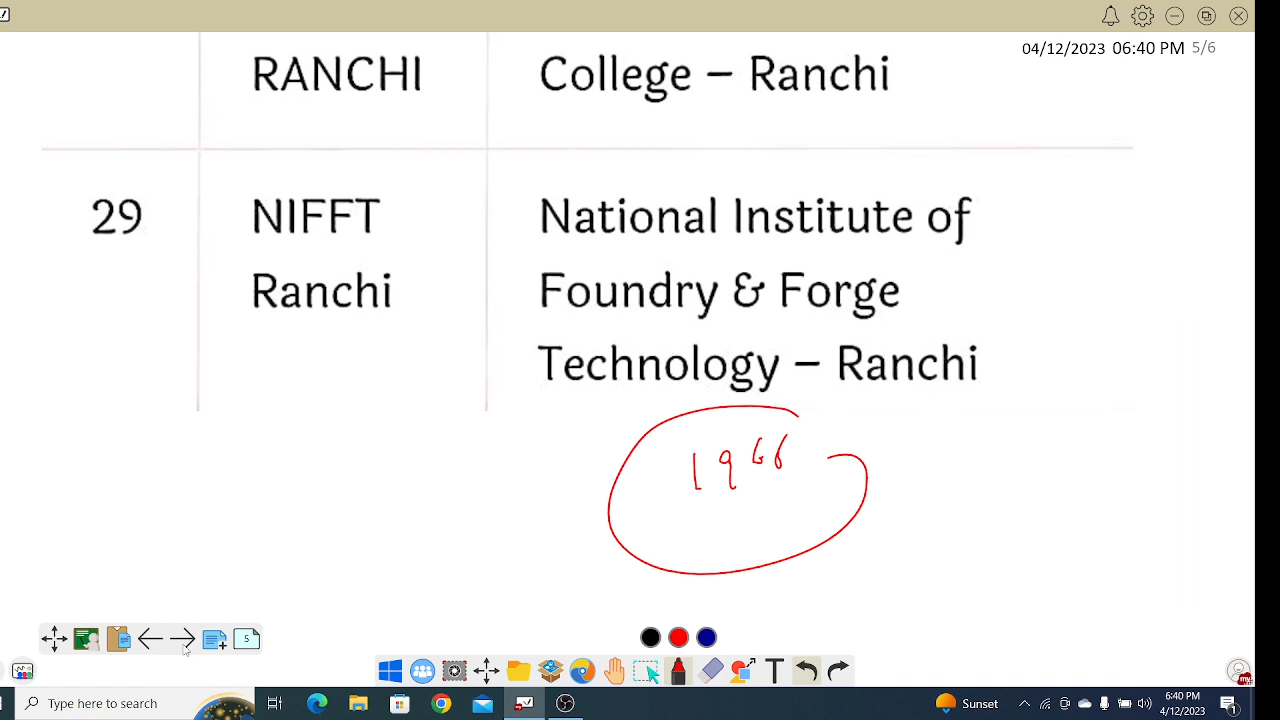 04/12/2023 06:40 PM 5/6
RANCHI College – Ranchi
29 NIFFT National Institute of
Ranchi Foundry & Forge
Technology – Ranchi
1966
5
Type here to search
Sunset
6:40 PM
4/12/2023